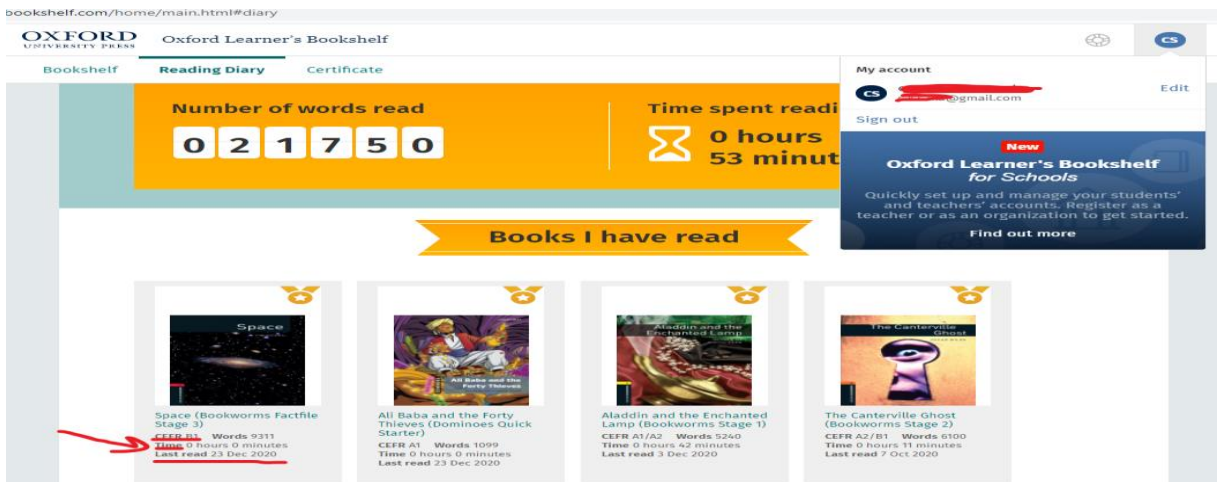 bookshelf.com/home/main.html#diary
OXFORD
UNIVERSITY PRESS
Oxford Learner's Bookshelf
CS
Bookshelf
Reading Diary
Certificate
My account
CS
@gmail.com
Edit
Sign out
New
Oxford Learner's Bookshelf
for Schools
Quickly set up and manage your students'
and teachers' accounts. Register as a
teacher or as an organization to get started.
Find out more
Number of words read
021750
Time spent readi
0 hours
53 minut
Books I have read
Space
Space (Bookworms Factfile
Stage 3)
CEFR B1 Words 9311
Time 0 hours 0 minutes
Last read 23 Dec 2020
Ali Baba and the
Forty Thieves
Ali Baba and the Forty
Thieves (Dominoes Quick
Starter)
CEFR A1 Words 1099
Time 0 hours 0 minutes
Last read 23 Dec 2020
Aladdin and the
Enchanted Lamp
Aladdin and the Enchanted
Lamp (Bookworms Stage 1)
CEFR A1/A2 Words 5240
Time 0 hours 42 minutes
Last read 3 Dec 2020
The Canterville
Ghost
The Canterville Ghost
(Bookworms Stage 2)
CEFR A2/B1 Words 6100
Time 0 hours 11 minutes
Last read 7 Oct 2020